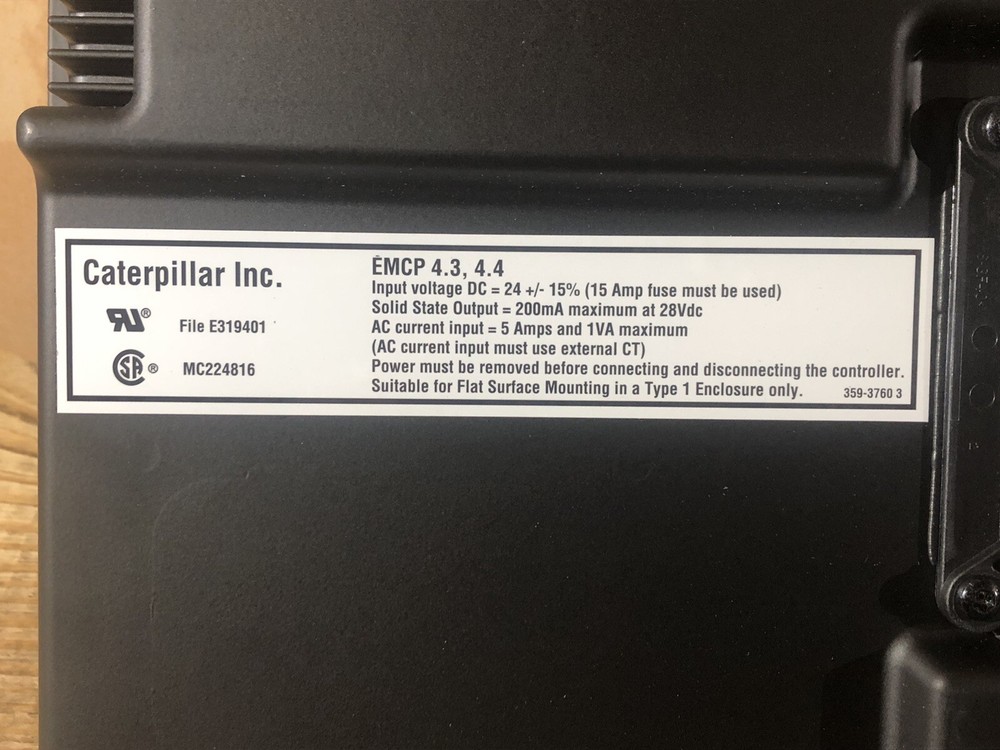 Caterpillar Inc.
RU®
File E319401
SA ®
MC224816
EMCP 4.3, 4.4
Input voltage DC = 24 +/- 15% (15 Amp fuse must be used)
Solid State Output = 200mA maximum at 28Vdc
AC current input = 5 Amps and 1VA maximum
(AC current input must use external CT)
Power must be removed before connecting and disconnecting the controller.
Suitable for Flat Surface Mounting in a Type 1 Enclosure only.
359-3760 3